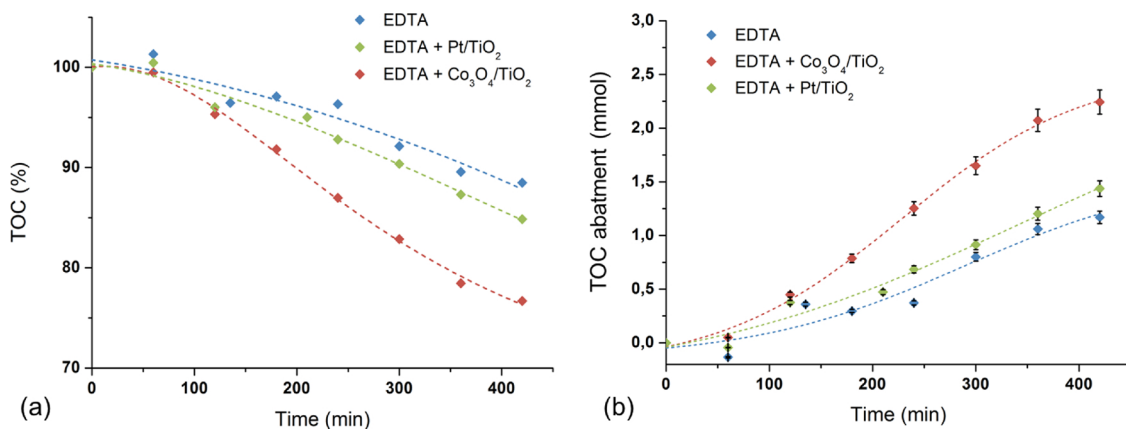 EDTA
EDTA + Pt/TiO2
EDTA + Co3O4/TiO2
100
90
80
70
TOC (%)
0
100
200
300
400
Time (min)
(a)
EDTA
EDTA + Co3O4/TiO2
EDTA + Pt/TiO2
3,0
2,5
2,0
1,5
1,0
0,5
0,0
TOC abatment (mmol)
0
100
200
300
400
Time (min)
(b)